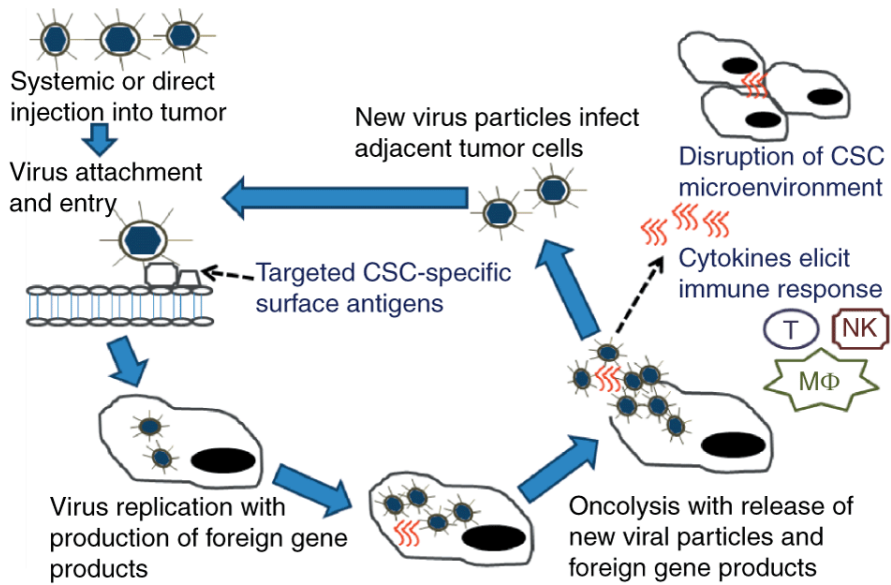 Systemic or direct
injection into tumor
Virus attachment
and entry
Targeted CSC-specific
surface antigens
Virus replication with
production of foreign gene
products
Oncolysis with release of
new viral particles and
foreign gene products
New virus particles infect
adjacent tumor cells
Cytokines elicit
immune response
T
NK
MΦ
Disruption of CSC
microenvironment